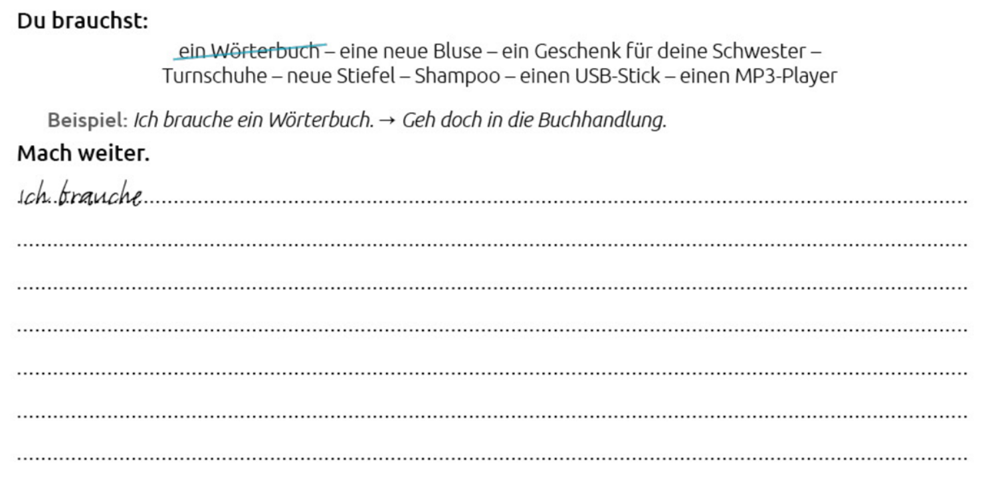 Du brauchst:
ein Wörterbuch – eine neue Bluse – ein Geschenk für deine Schwester –
Turnschuhe – neue Stiefel – Shampoo – einen USB-Stick – einen MP3-Player
Beispiel: Ich brauche ein Wörterbuch. → Geh doch in die Buchhandlung.
Mach weiter.
Ich brauche